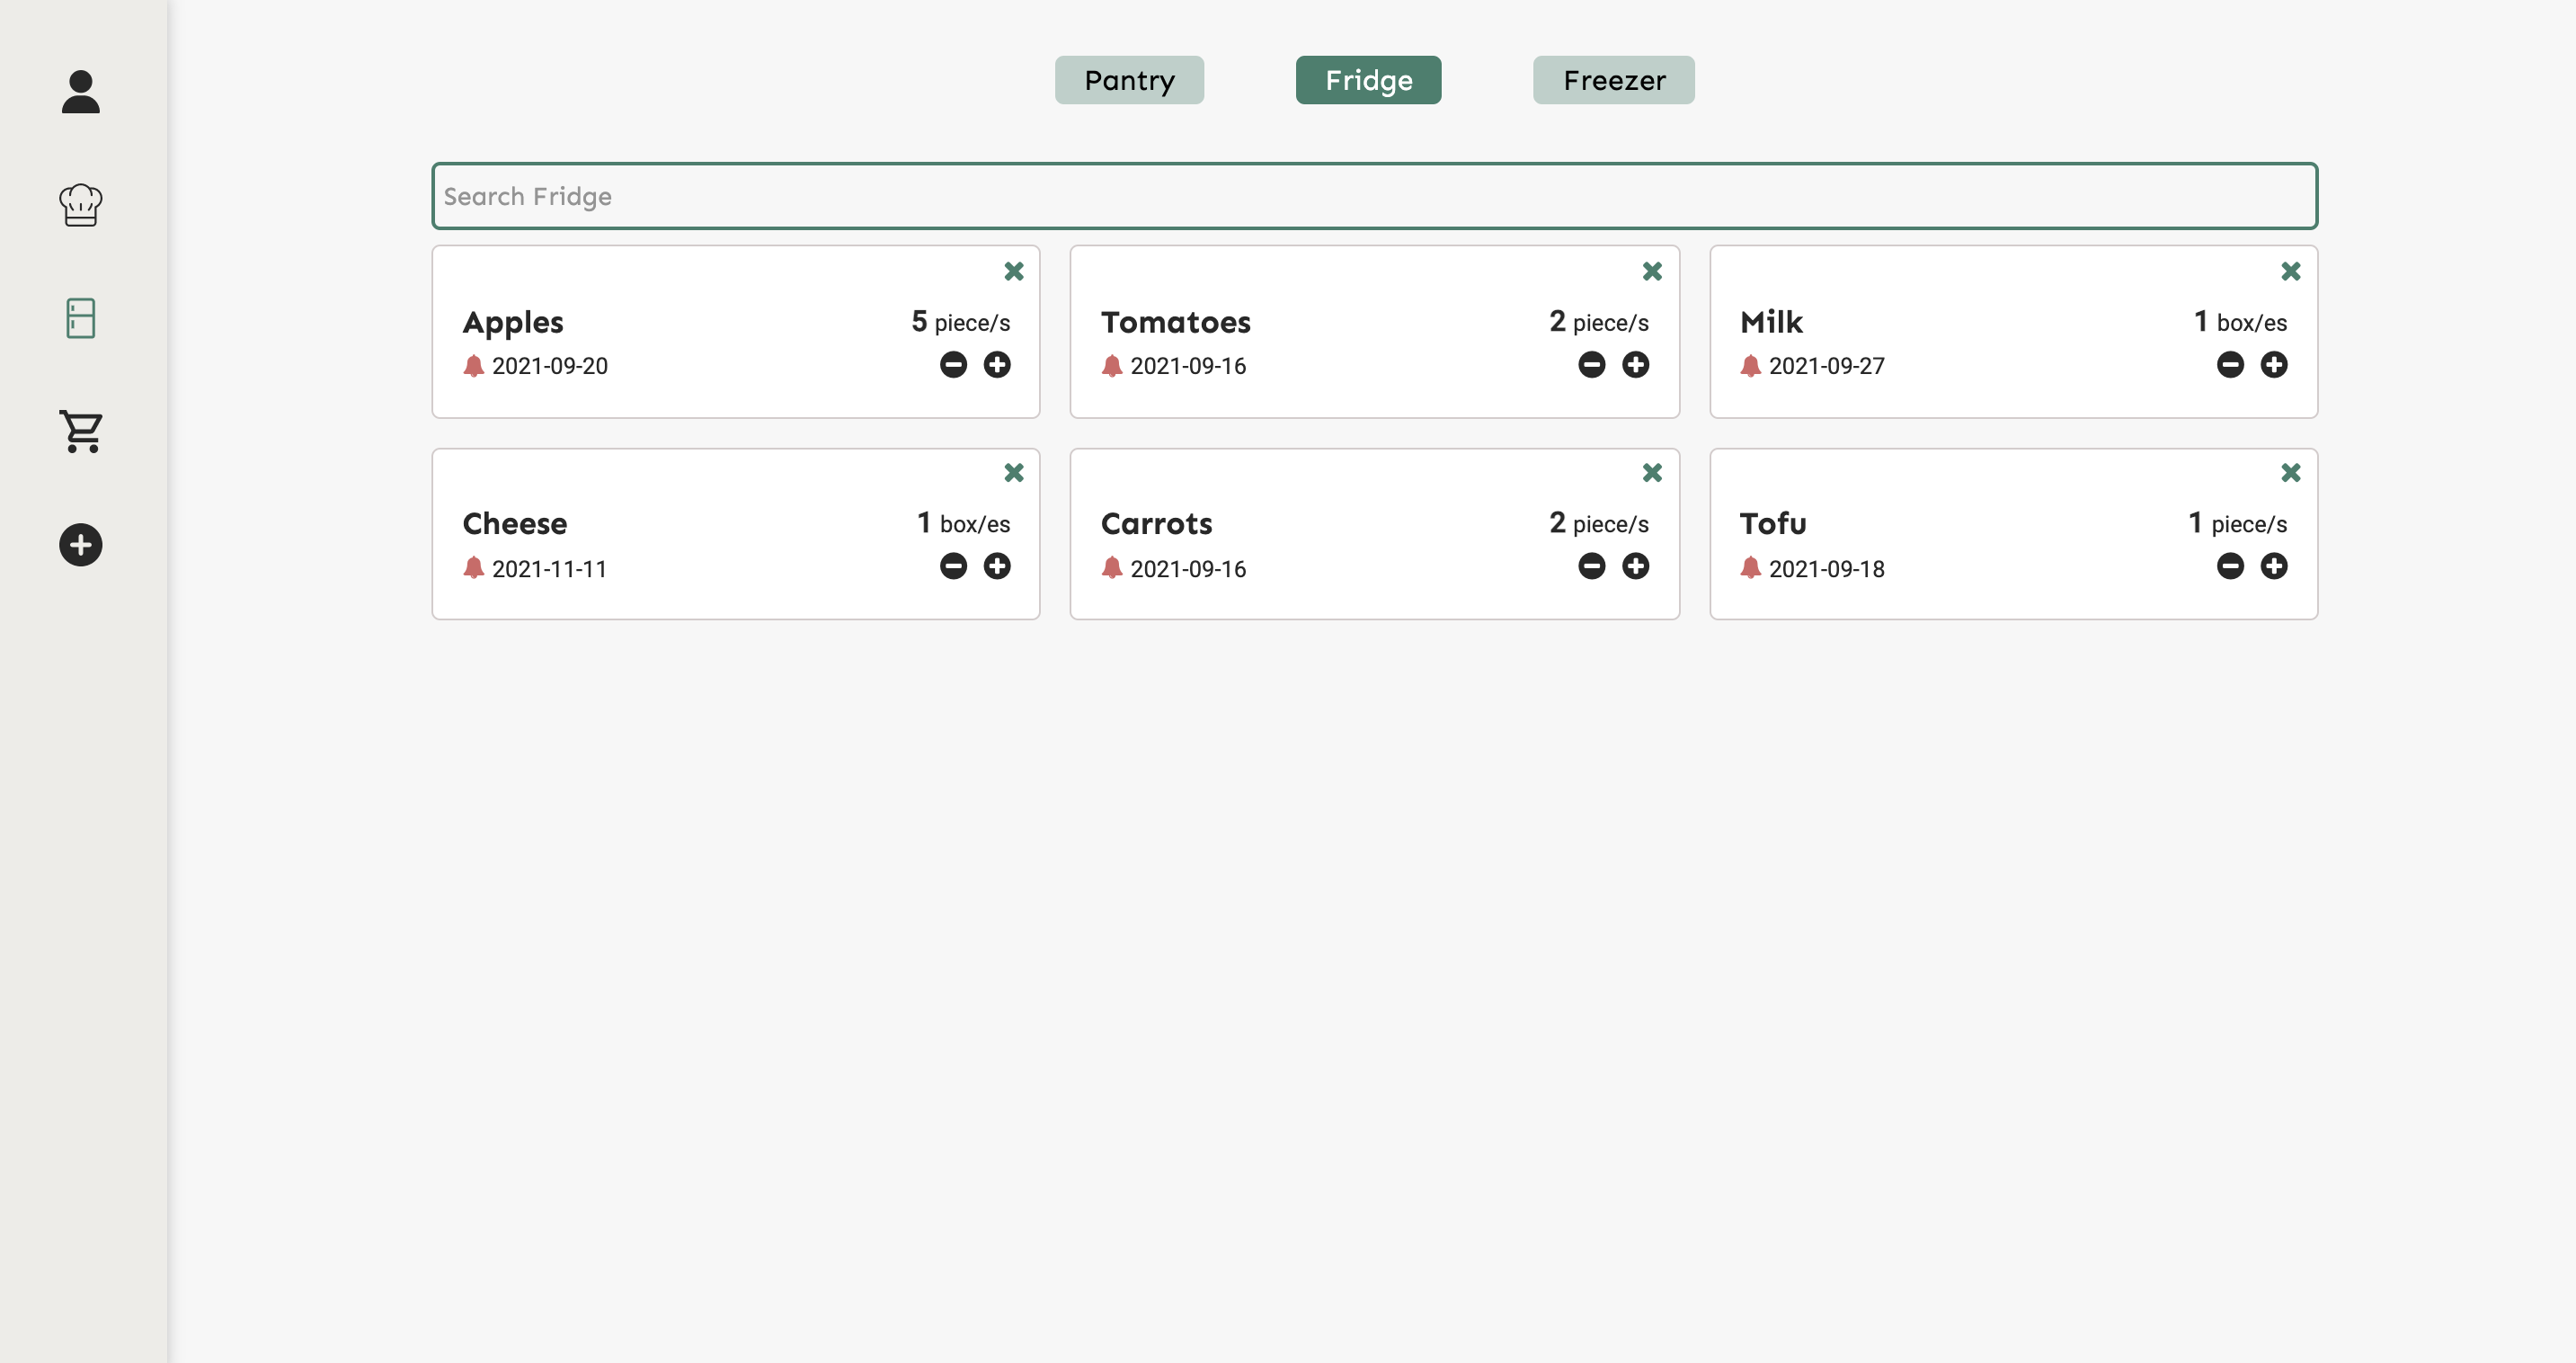 Pantry
Fridge
Freezer
Search Fridge
Apples
5 piece/s
2021-09-20
Tomatoes
2 piece/s
2021-09-16
Milk
1 box/es
2021-09-27
Cheese
1 box/es
2021-11-11
Carrots
2 piece/s
2021-09-16
Tofu
1 piece/s
2021-09-18